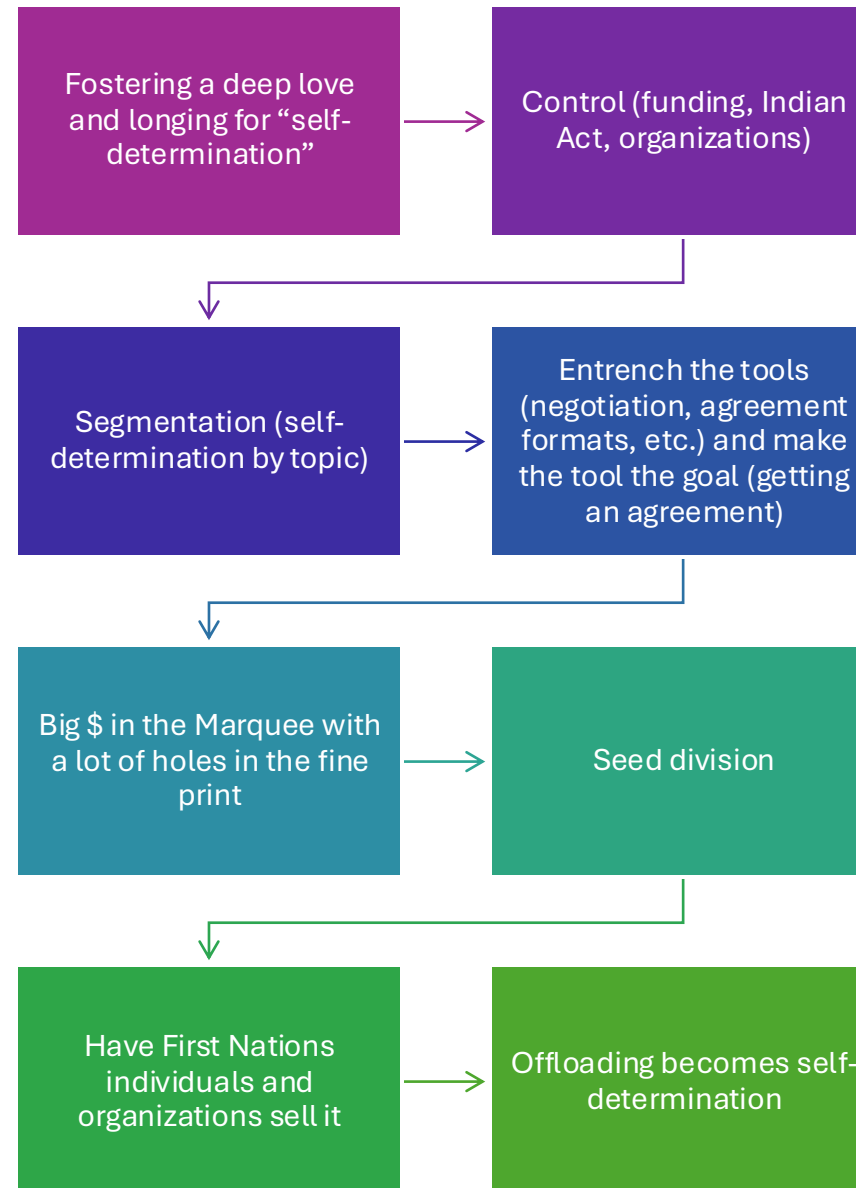 Fostering a deep love
and longing for “self-
determination”
Control (funding, Indian
Act, organizations)
Segmentation (self-
determination by topic)
Entrench the tools
(negotiation, agreement
formats, etc.) and make
the tool the goal (getting
an agreement)
Big $ in the Marquee with
a lot of holes in the fine
print
Seed division
Have First Nations
individuals and
organizations sell it
Offloading becomes self-
determination